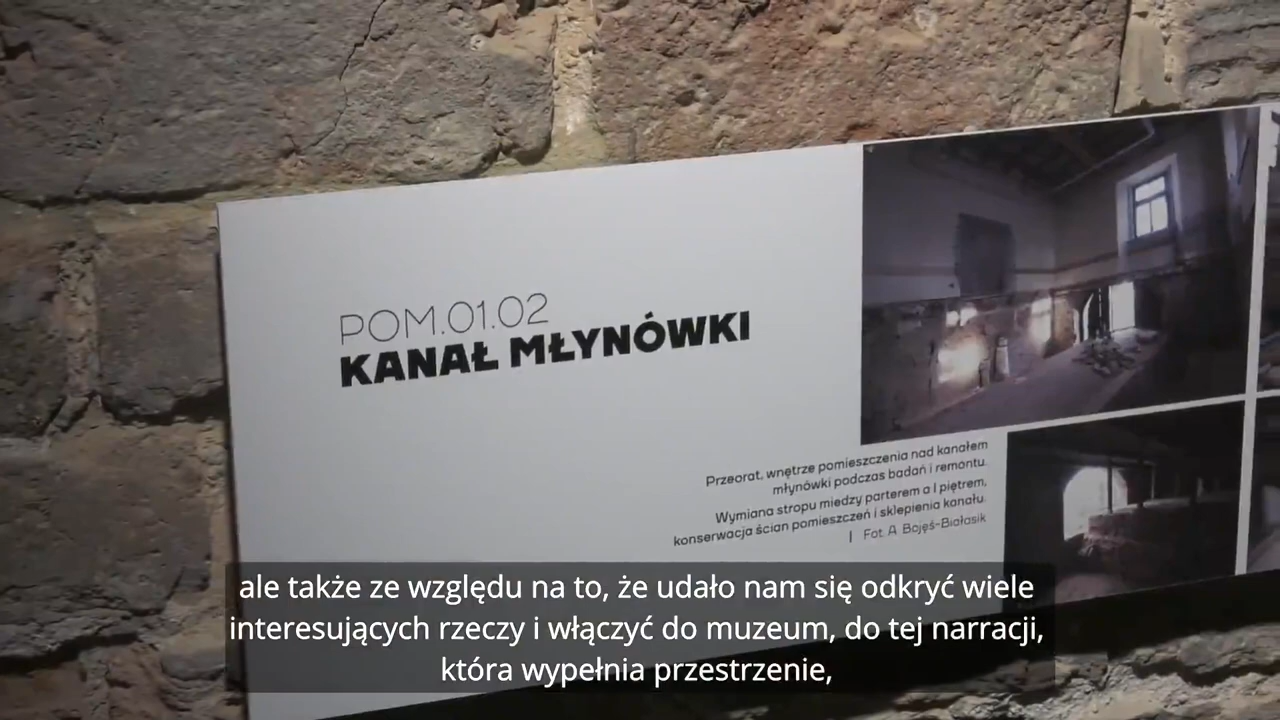 POM.01.02
KANAŁ MŁYNÓWKI
Przeorat, wnętrze pomieszczenia nad kanałem
młynówki podczas badań i remontu.
Wymiana stropu miedzy parterem a I piętrem,
konserwacja ścian pomieszczeń i sklepienia kanału.
| Fot. A Bojęś-Białasik
ale także ze względu na to, że udało nam się odkryć wiele
interesujących rzeczy i włączyć do muzeum, do tej narracji,
która wypełnia przestrzenie,